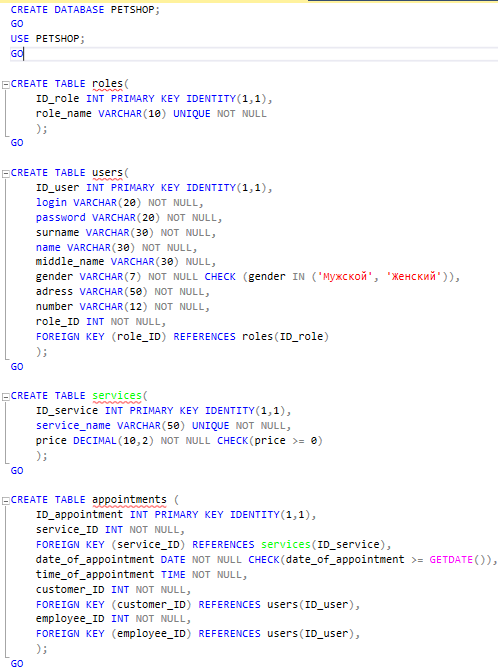 CREATE DATABASE PETSHOP;
GO
USE PETSHOP;
GO
CREATE TABLE roles(
ID_role INT PRIMARY KEY IDENTITY(1,1),
role_name VARCHAR(10) UNIQUE NOT NULL
);
GO
CREATE TABLE users(
ID_user INT PRIMARY KEY IDENTITY(1,1),
login VARCHAR(20) NOT NULL,
password VARCHAR(20) NOT NULL,
surname VARCHAR(30) NOT NULL,
name VARCHAR(30) NOT NULL,
middle_name VARCHAR(30) NULL,
gender VARCHAR(7) NOT NULL CHECK (gender IN ('Мужской', 'Женский')),
adress VARCHAR(50) NOT NULL,
number VARCHAR(12) NOT NULL,
role_ID INT NOT NULL,
FOREIGN KEY (role_ID) REFERENCES roles(ID_role)
);
GO
CREATE TABLE services(
ID_service INT PRIMARY KEY IDENTITY(1,1),
service_name VARCHAR(50) UNIQUE NOT NULL,
price DECIMAL(10,2) NOT NULL CHECK(price >= 0)
);
GO
CREATE TABLE appointments (
ID_appointment INT PRIMARY KEY IDENTITY(1,1),
service_ID INT NOT NULL,
FOREIGN KEY (service_ID) REFERENCES services(ID_service),
date_of_appointment DATE NOT NULL CHECK(date_of_appointment >= GETDATE()),
time_of_appointment TIME NOT NULL,
customer_ID INT NOT NULL,
FOREIGN KEY (customer_ID) REFERENCES users(ID_user),
employee_ID INT NOT NULL,
FOREIGN KEY (employee_ID) REFERENCES users(ID_user),
);
GO